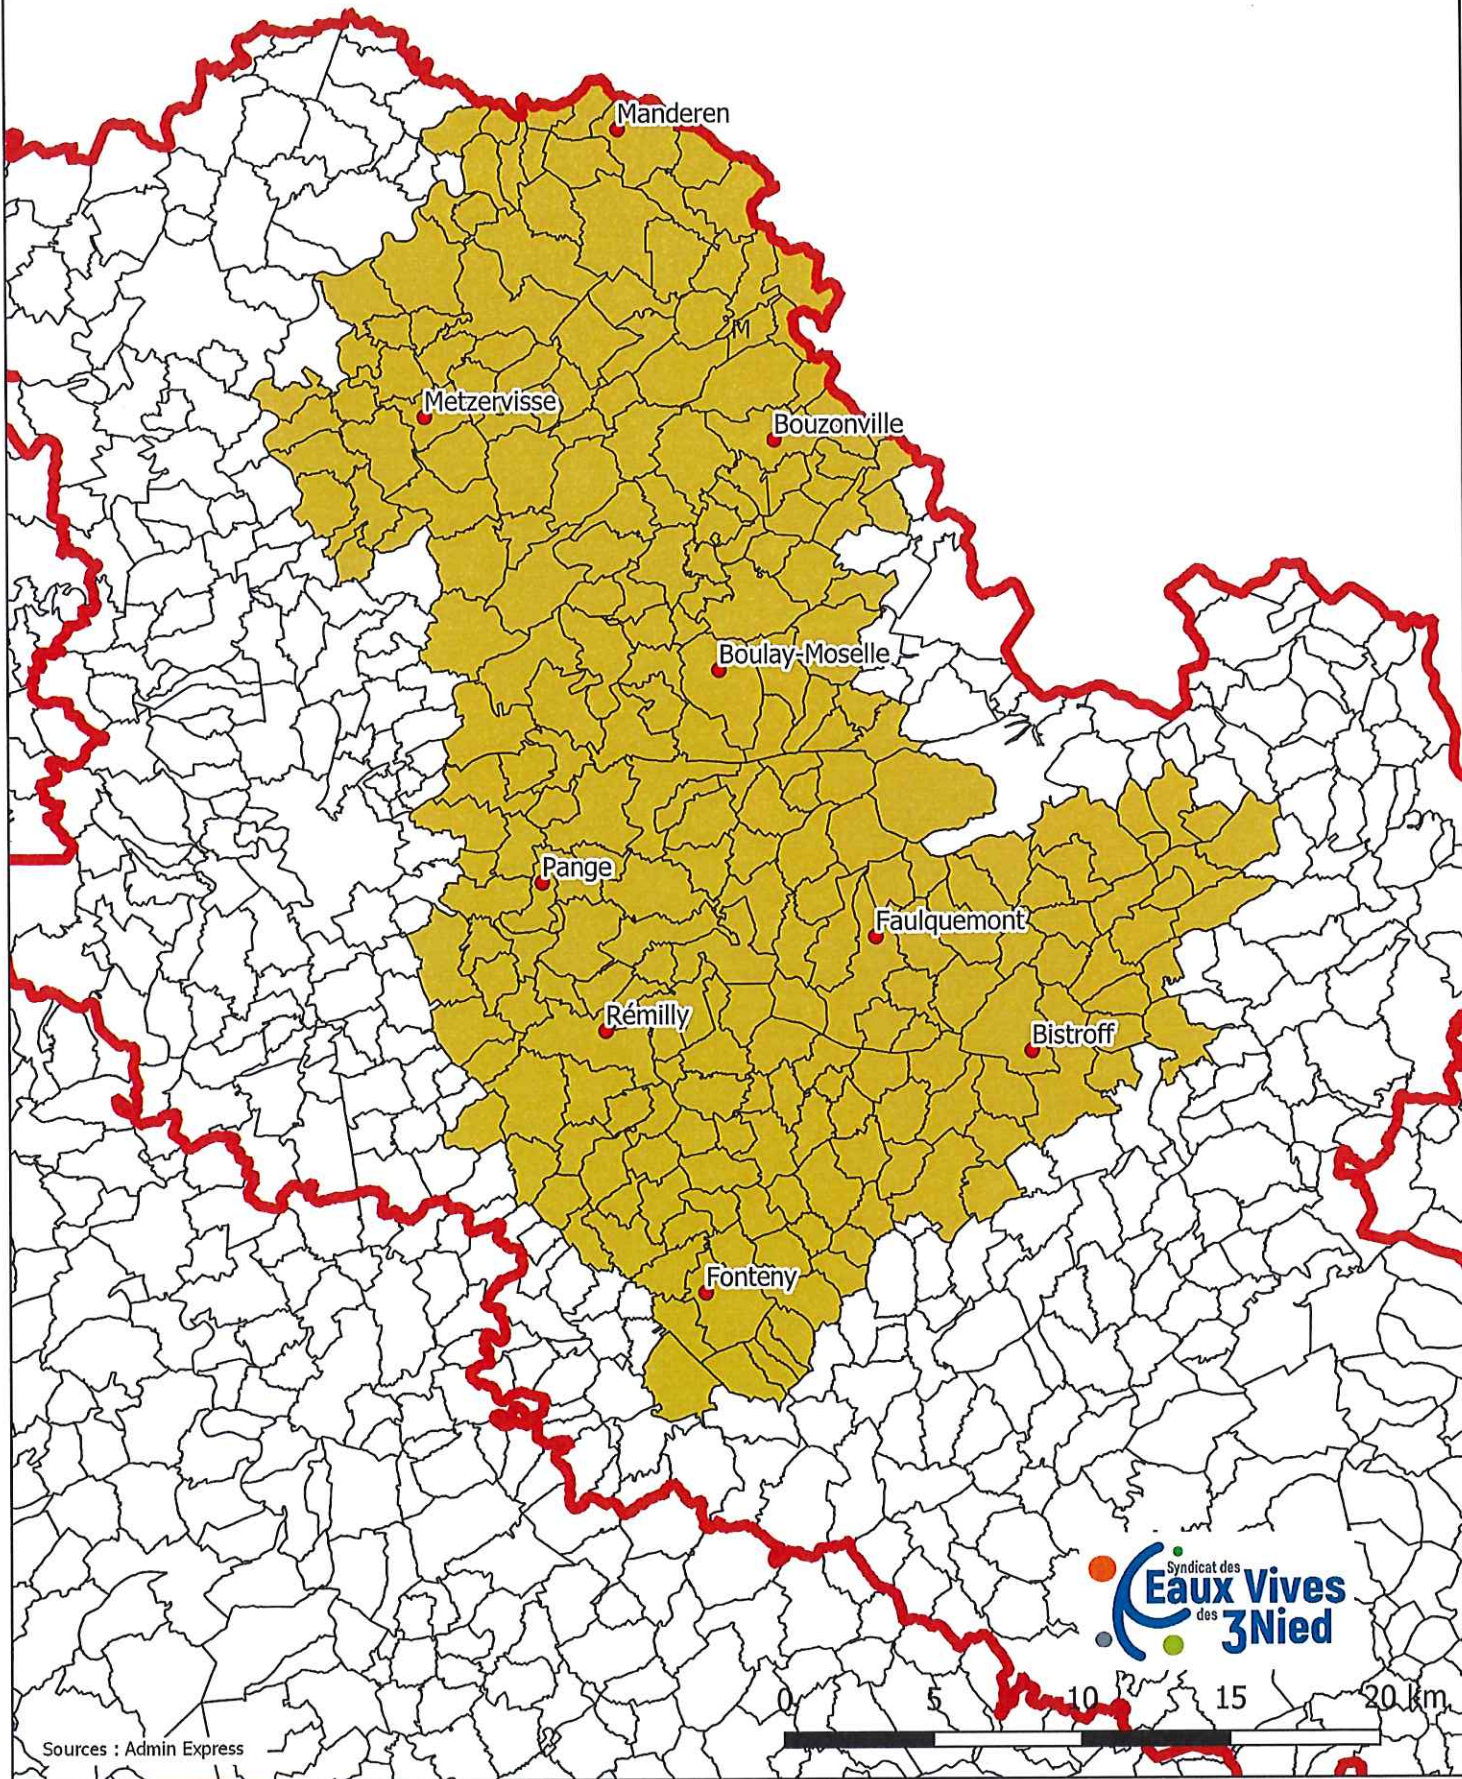 Manderen
M
Metzervisse
Bouzonville
Boulay-Moselle
Pange
Faulquemont
Rémilly
Bistroff
Fonteny
Syndicat des
Eaux Vives
des 3Nied
0 5 10 15 20 km
Sources : Admin Express